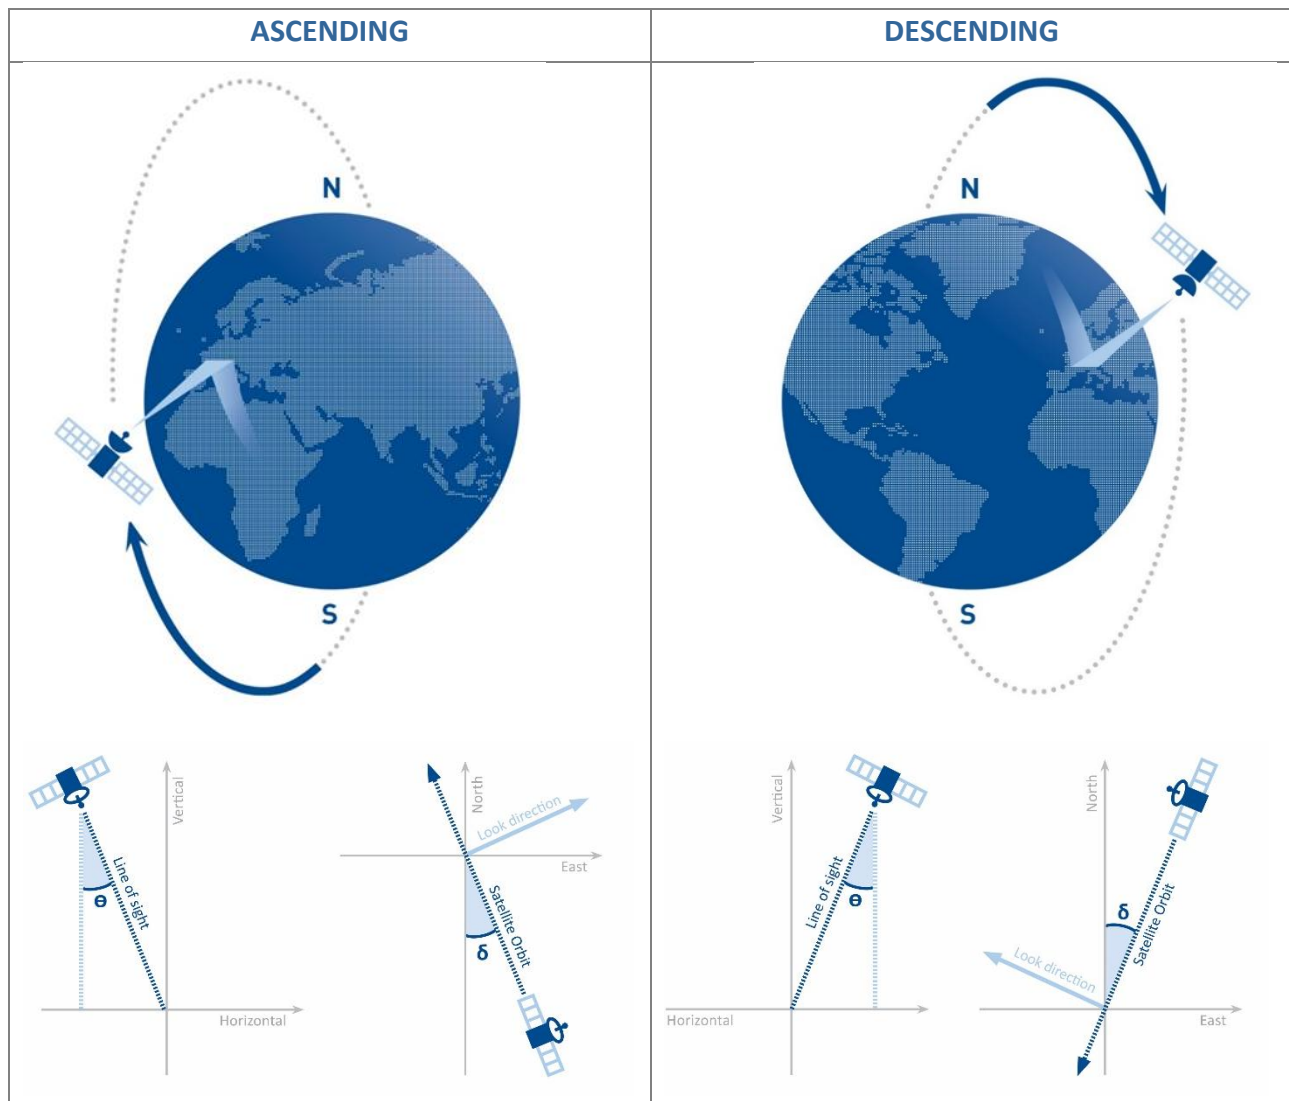 ASCENDING
DESCENDING
N
S
N
S
Vertical
Line of sight
ɵ
Horizontal
North
Look direction
East
Satellite Orbit
δ
Vertical
Line of sight
ɵ
Horizontal
North
δ
Satellite Orbit
Look direction
East